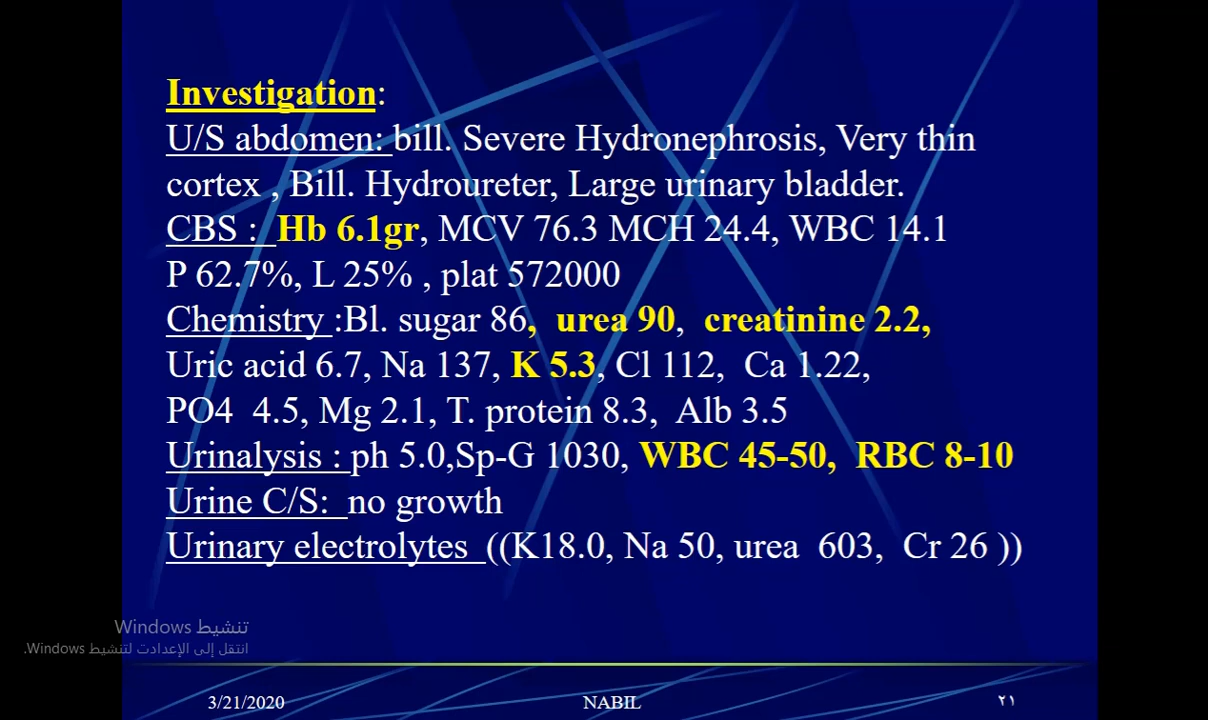 Investigation:
U/S abdomen: bill. Severe Hydronephrosis, Very thin
cortex , Bill. Hydroureter, Large urinary bladder.
CBS : Hb 6.1gr, MCV 76.3 MCH 24.4, WBC 14.1
P 62.7%, L 25% , plat 572000
Chemistry :Bl. sugar 86, urea 90, creatinine 2.2,
Uric acid 6.7, Na 137, K 5.3, Cl 112, Ca 1.22,
PO4 4.5, Mg 2.1, T. protein 8.3, Alb 3.5
Urinalysis : ph 5.0,Sp-G 1030, WBC 45-50, RBC 8-10
Urine C/S: no growth
Urinary electrolytes ((K18.0, Na 50, urea 603, Cr 26 ))
تنشيط Windows
انتقل إلى الإعدادت لتنشيط Windows.
3/21/2020 NABIL ٢١